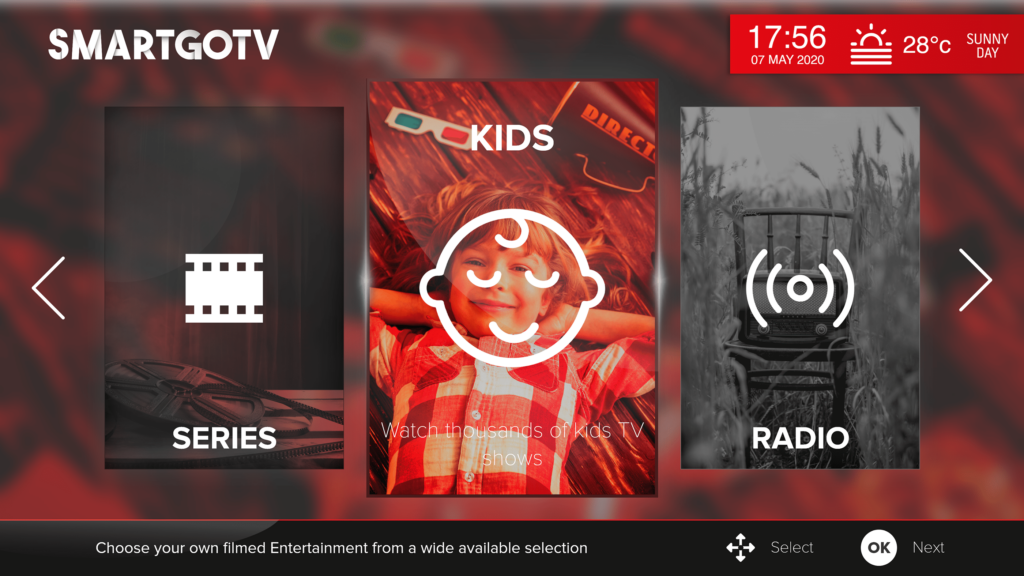 SMARTGOTV
17:56
07 MAY 2020
28°c
SUNNY
DAY
KIDS
DIRECT
SERIES
Watch thousands of kids TV
shows
RADIO
Choose your own filmed Entertainment from a wide available selection
Select
OK
Next